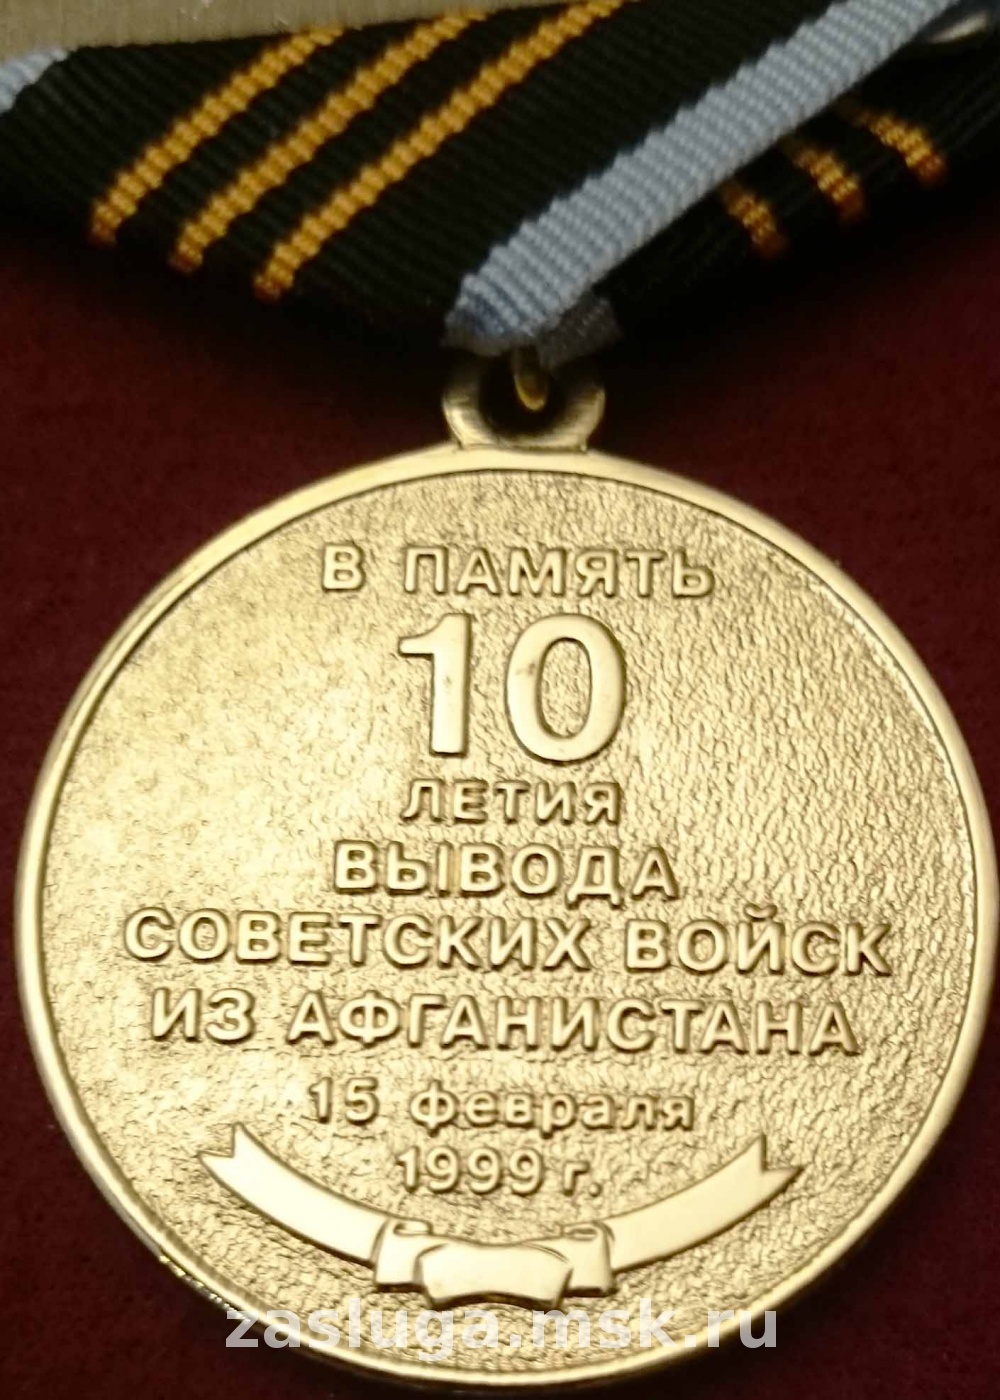 В ПАМЯТЬ
10
ЛЕТИЯ
ВЫВОДА
СОВЕТСКИХ ВОЙСК
ИЗ АФГАНИСТАНА
15 февраля
1999 г.
zasluga.msk.ru